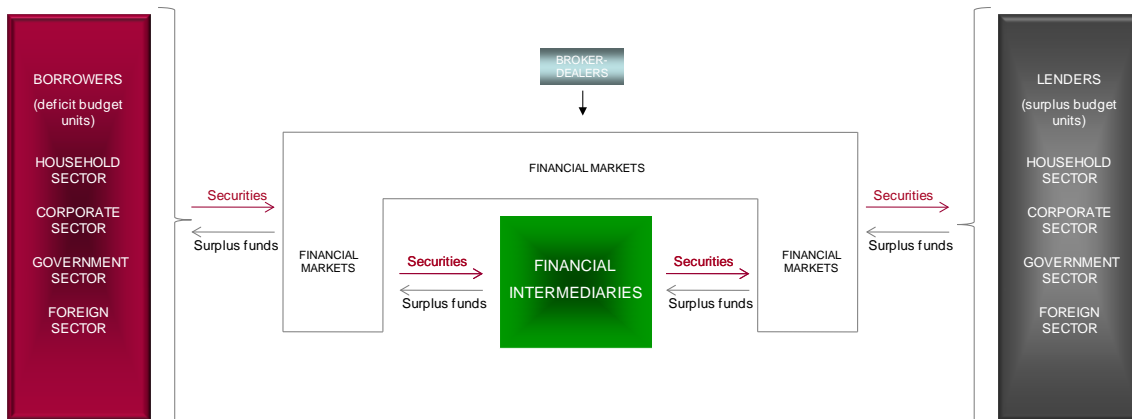 BORROWERS
(deficit budget
units)
HOUSEHOLD
SECTOR
CORPORATE
SECTOR
GOVERNMENT
SECTOR
FOREIGN
SECTOR
Securities
Surplus funds
BROKER-
DEALERS
FINANCIAL MARKETS
FINANCIAL
MARKETS
Securities
Surplus funds
FINANCIAL
INTERMEDIARIES
Securities
Surplus funds
FINANCIAL
MARKETS
Securities
Surplus funds
LENDERS
(surplus budget
units)
HOUSEHOLD
SECTOR
CORPORATE
SECTOR
GOVERNMENT
SECTOR
FOREIGN
SECTOR